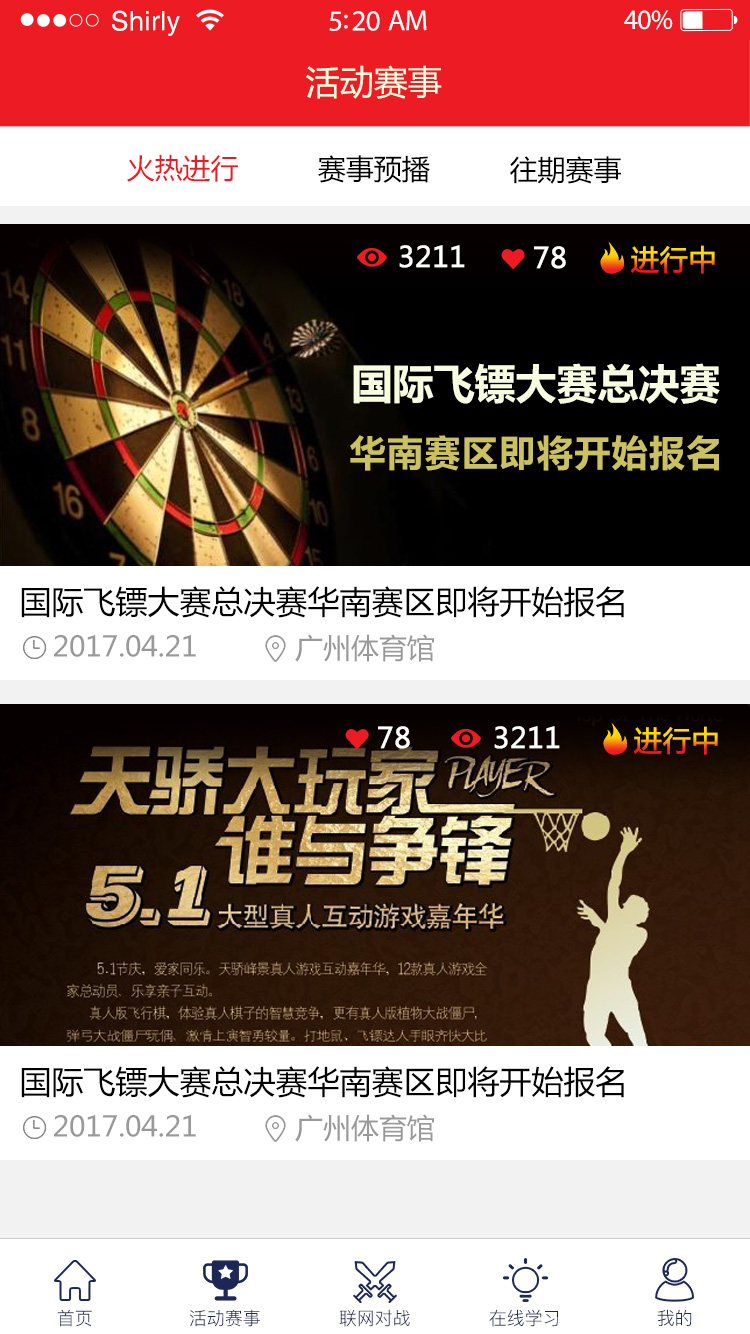 Shirly 5:20 AM 40%
活动赛事
火热进行 赛事预播 往期赛事
3211 78 进行中
国际飞镖大赛总决赛
华南赛区即将开始报名
国际飞镖大赛总决赛华南赛区即将开始报名
2017.04.21 广州体育馆
78 3211 进行中
天骄大玩家 PLAYER
谁与争锋
5.1 大型真人互动游戏嘉年华
5.1节庆，爱家同乐。天骄峰景真人游戏互动嘉年华，12款真人游戏全
家总动员、乐享亲子互动。
真人版飞行棋，体验真人棋子的智慧竞争，更有真人版植物大战僵尸，
弹弓大战僵尸玩偶、激情上演智勇较量。打地鼠、飞镖达人手眼齐快大比
国际飞镖大赛总决赛华南赛区即将开始报名
2017.04.21 广州体育馆
首页 活动赛事 联网对战 在线学习 我的